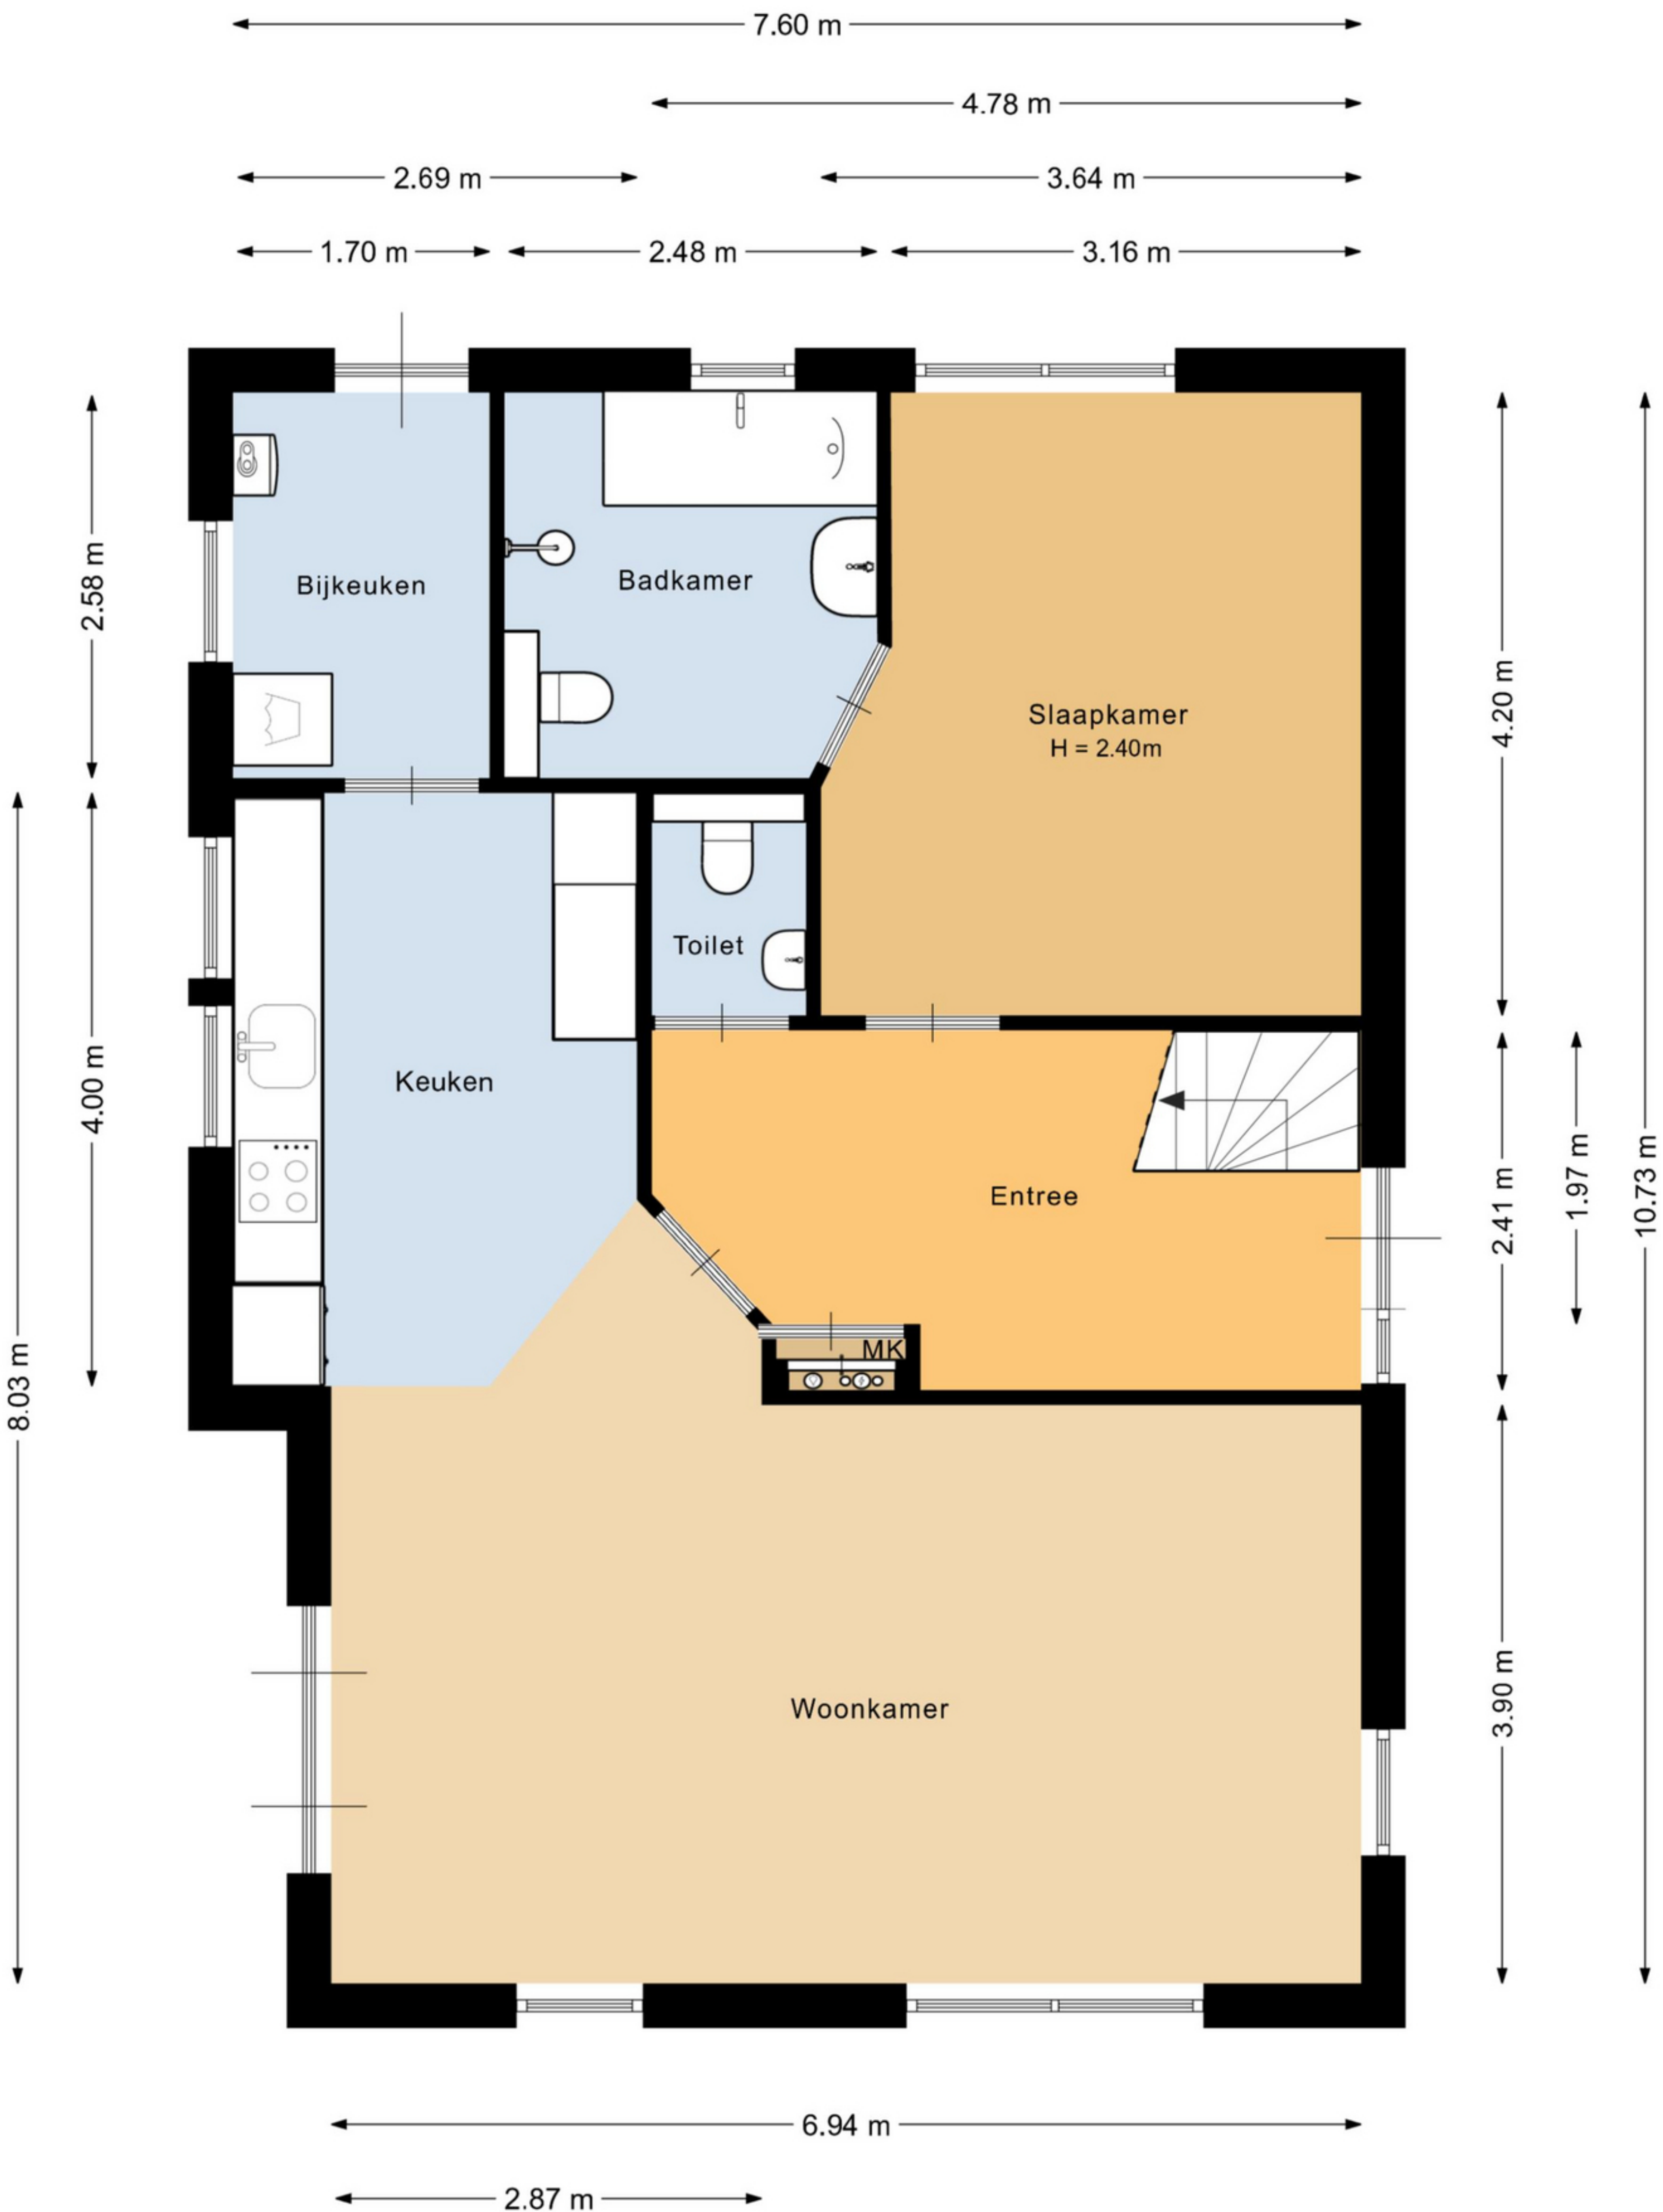 7.60 m
4.78 m
2.69 m
3.64 m
1.70 m
2.48 m
3.16 m
2.58 m
4.00 m
8.03 m
Bijkeuken
Badkamer
Slaapkamer
H = 2.40m
Toilet
Keuken
Entree
MK
Woonkamer
4.20 m
2.41 m
1.97 m
10.73 m
3.90 m
6.94 m
2.87 m